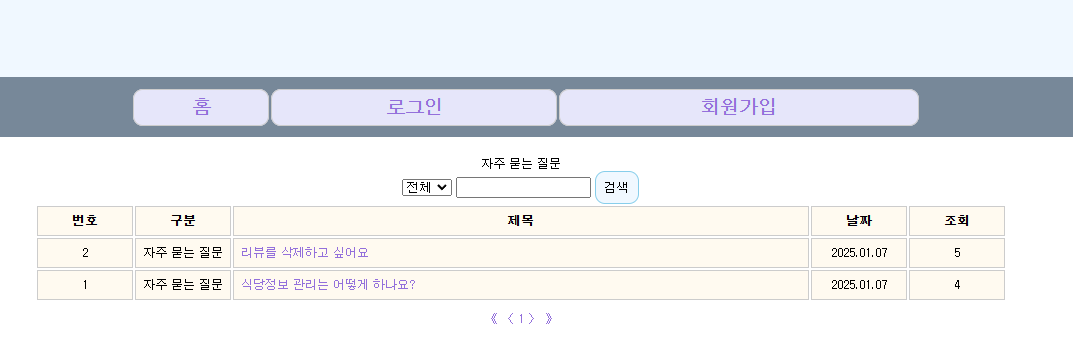 홈 로그인 회원가입
자주 묻는 질문
전체 검색
번호 구분 제목 날짜 조회
2 자주 묻는 질문 리뷰를 삭제하고 싶어요 2025.01.07 5
1 자주 묻는 질문 식당정보 관리는 어떻게 하나요? 2025.01.07 4
《 〈 1 〉 》